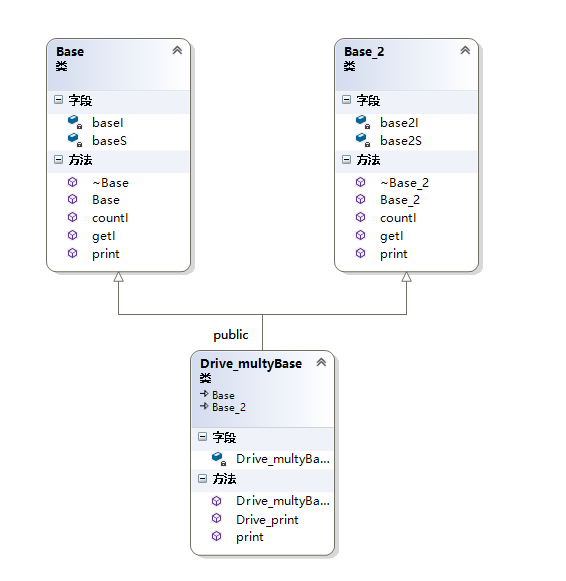 Base
类
字段
baseI
baseS
方法
~Base
Base
countI
getI
print
Base_2
类
字段
base2I
base2S
方法
~Base_2
Base_2
countI
getI
print
public
Drive_multyBase
类
Base
Base_2
字段
Drive_multyBa...
方法
Drive_multyBa...
Drive_print
print